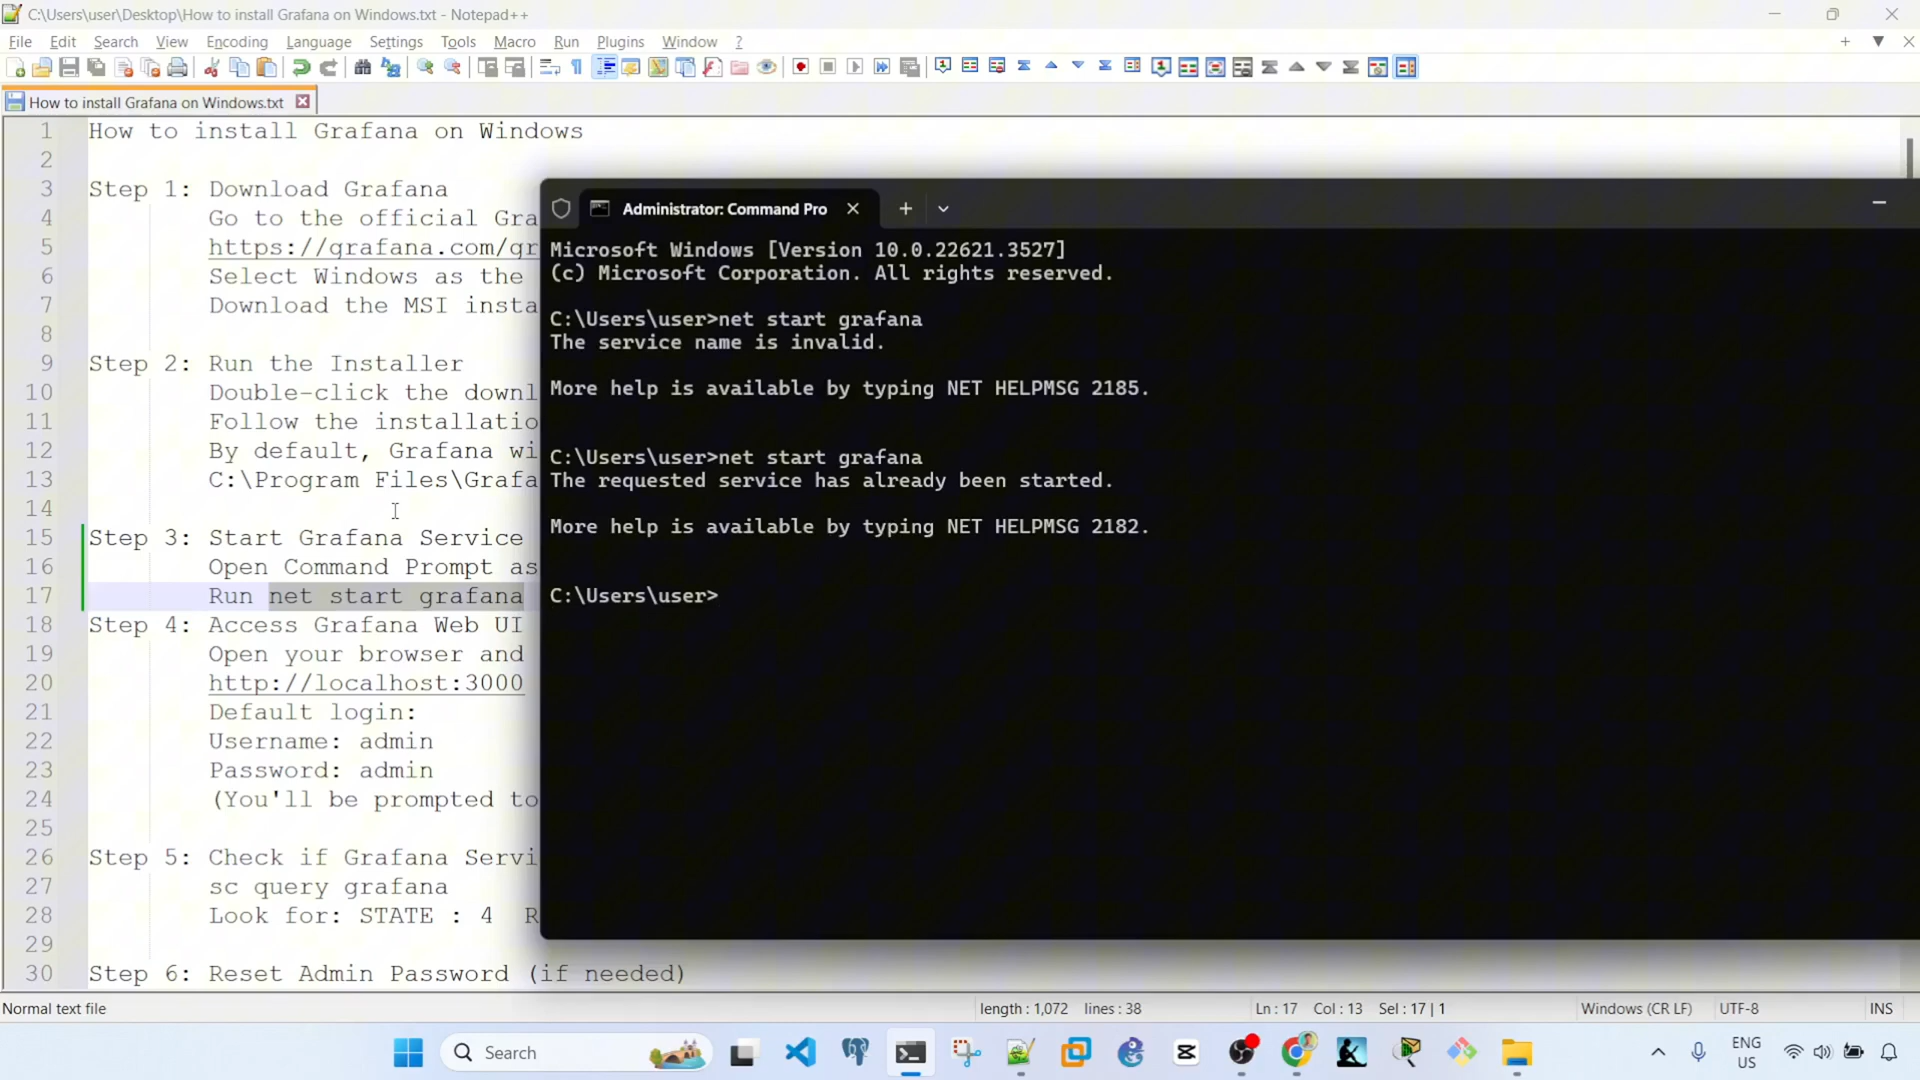 C:\Users\user\Desktop\How to install Grafana on Windows.txt - Notepad++
File Edit Search View Encoding Language Settings Tools Macro Run Plugins Window ?
How to install Grafana on Windows.txt
1 How to install Grafana on Windows
2
3 Step 1: Download Grafana
4 Go to the official Gra
5 https://grafana.com/gr
6 Select Windows as the
7 Download the MSI insta
8
9 Step 2: Run the Installer
10 Double-click the downl
11 Follow the installatio
12 By default, Grafana wi
13 C:\Program Files\Grafa
14
15 Step 3: Start Grafana Service
16 Open Command Prompt as
17 Run net start grafana
18 Step 4: Access Grafana Web UI
19 Open your browser and
20 http://localhost:3000
21 Default login:
22 Username: admin
23 Password: admin
24 (You'll be prompted to
25
26 Step 5: Check if Grafana Servi
27 sc query grafana
28 Look for: STATE : 4 R
29
30 Step 6: Reset Admin Password (if needed)
Administrator: Command Pro
Microsoft Windows [Version 10.0.22621.3527]
(c) Microsoft Corporation. All rights reserved.
C:\Users\user>net start grafana
The service name is invalid.
More help is available by typing NET HELPMSG 2185.
C:\Users\user>net start grafana
The requested service has already been started.
More help is available by typing NET HELPMSG 2182.
C:\Users\user>
Normal text file length : 1,072 lines : 38 Ln : 17 Col : 13 Sel : 17 | 1 Windows (CR LF) UTF-8 INS
Search
ENG
US